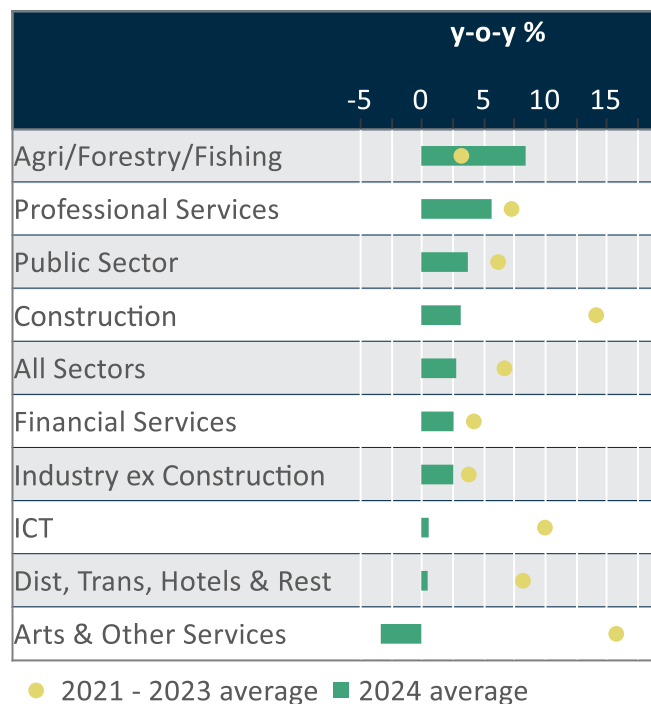 y-o-y %
-5 0 5 10 15
Agri/Forestry/Fishing
Professional Services
Public Sector
Construction
All Sectors
Financial Services
Industry ex Construction
ICT
Dist, Trans, Hotels & Rest
Arts & Other Services
2021 - 2023 average 2024 average